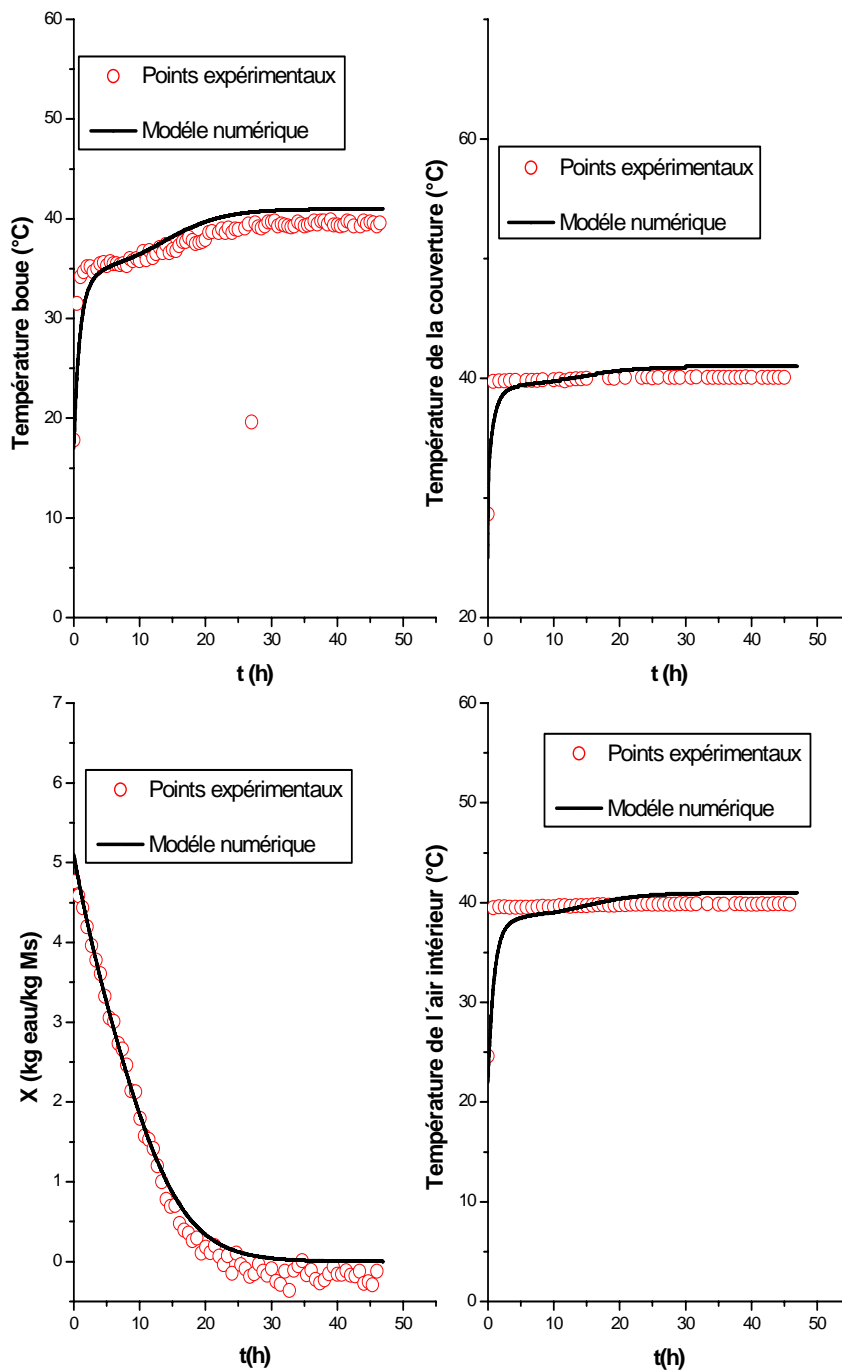 Température boue (°C)
60
50
40
30
20
10
0
Points expérimentaux
Modéle numérique
0 10 20 30 40 50
t (h)
Température de la couverture (°C)
60
40
20
Points expérimentaux
Modéle numérique
0 10 20 30 40 50
t (h)
X (kg eau/kg Ms)
7
6
5
4
3
2
1
0
Points expérimentaux
Modéle numérique
0 10 20 30 40 50
t(h)
Température de l´air intérieur (°C)
60
50
40
30
20
10
0
Points expérimentaux
Modéle numérique
0 10 20 30 40 50
t(h)